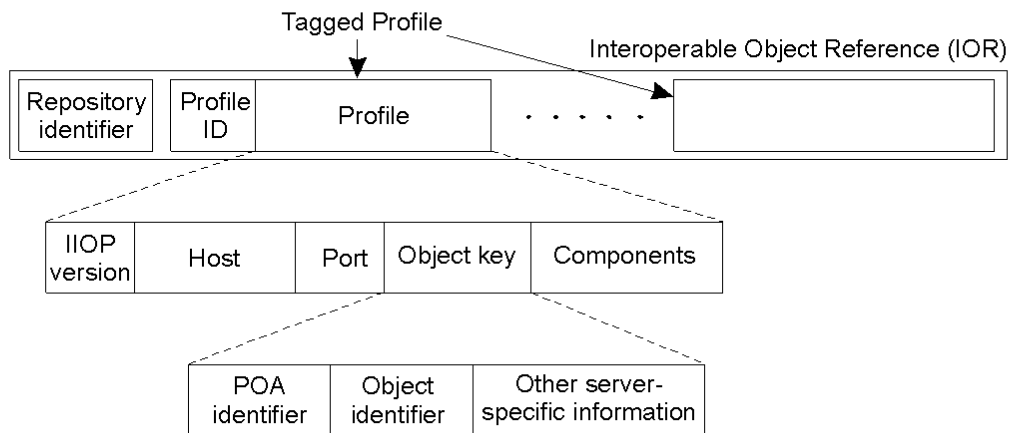 Tagged Profile
Interoperable Object Reference (IOR)
Repository
identifier
Profile
ID
Profile
. . . . .
IIOP
version
Host
Port
Object key
Components
POA
identifier
Object
identifier
Other server-
specific information